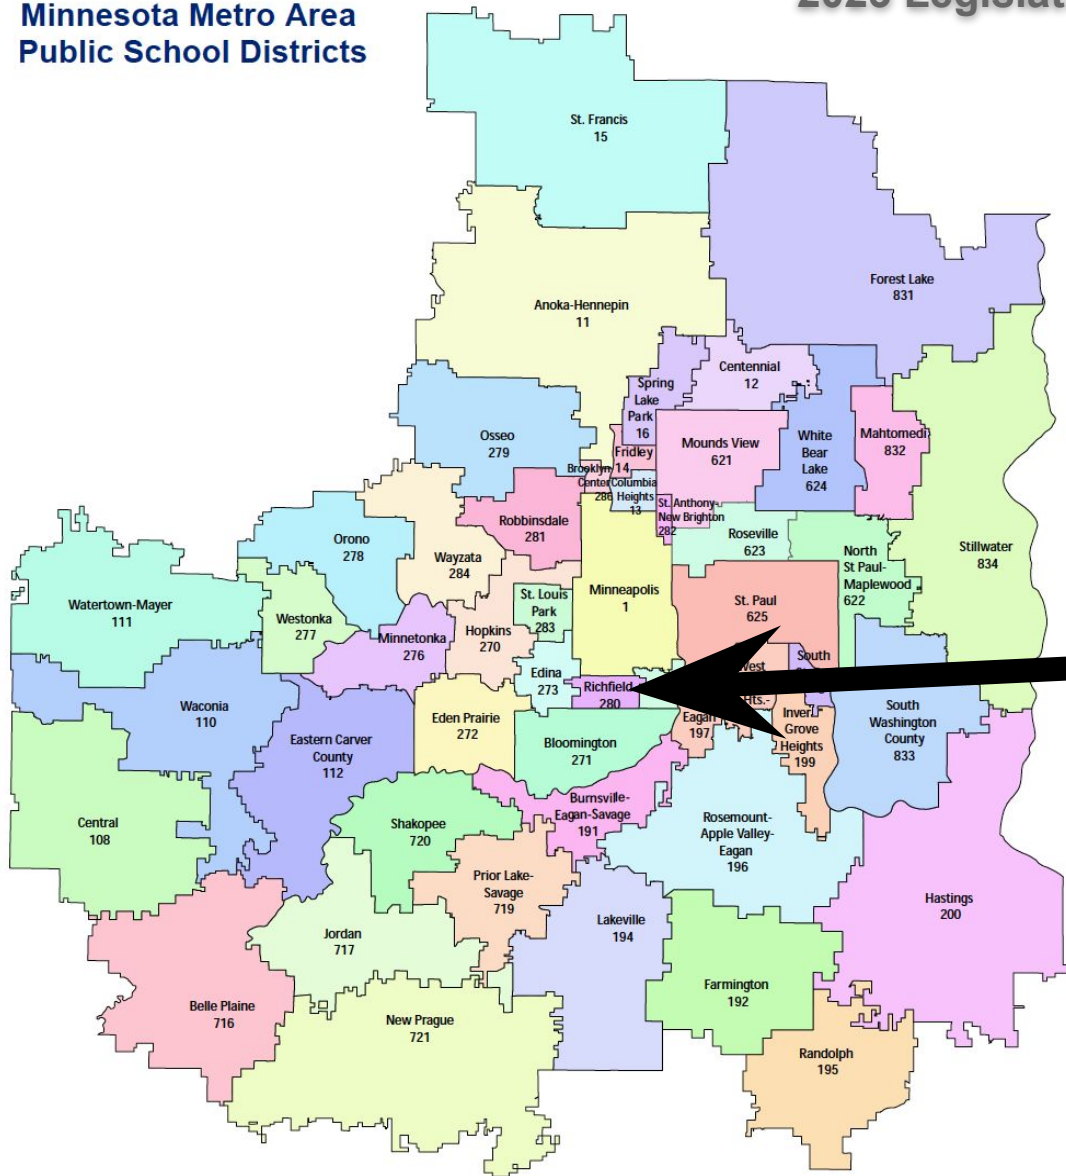 Minnesota Metro Area
Public School Districts
St. Francis
15
Forest Lake
831
Anoka-Hennepin
11
Centennial
12
Spring
Lake
Park
16
Osseo
279
Mounds View
621
White
Bear
Lake
624
Mahtomedi
832
Fridley
14
Brooklyn
Center
286
Columbia
Heights
13
St. Anthony-
New Brighton
282
Robbinsdale
281
Orono
278
Roseville
623
North
St Paul-
Maplewood
622
Stillwater
834
Wayzata
284
Watertown-Mayer
111
Westonka
277
St. Louis
Park
283
Minneapolis
1
St. Paul
625
Minnetonka
276
Hopkins
270
Edina
273
Richfield
280
South
Hts.-
Eagan
197
Grove
Heights
199
South
Washington
County
833
Waconia
110
Eastern Carver
County
112
Eden Prairie
272
Bloomington
271
Burnsville-
Eagan-Savage
191
Rosemount-
Apple Valley-
Eagan
196
Central
108
Shakopee
720
Prior Lake-
Savage
719
Hastings
200
Lakeville
194
Jordan
717
Farmington
192
Belle Plaine
716
New Prague
721
Randolph
195